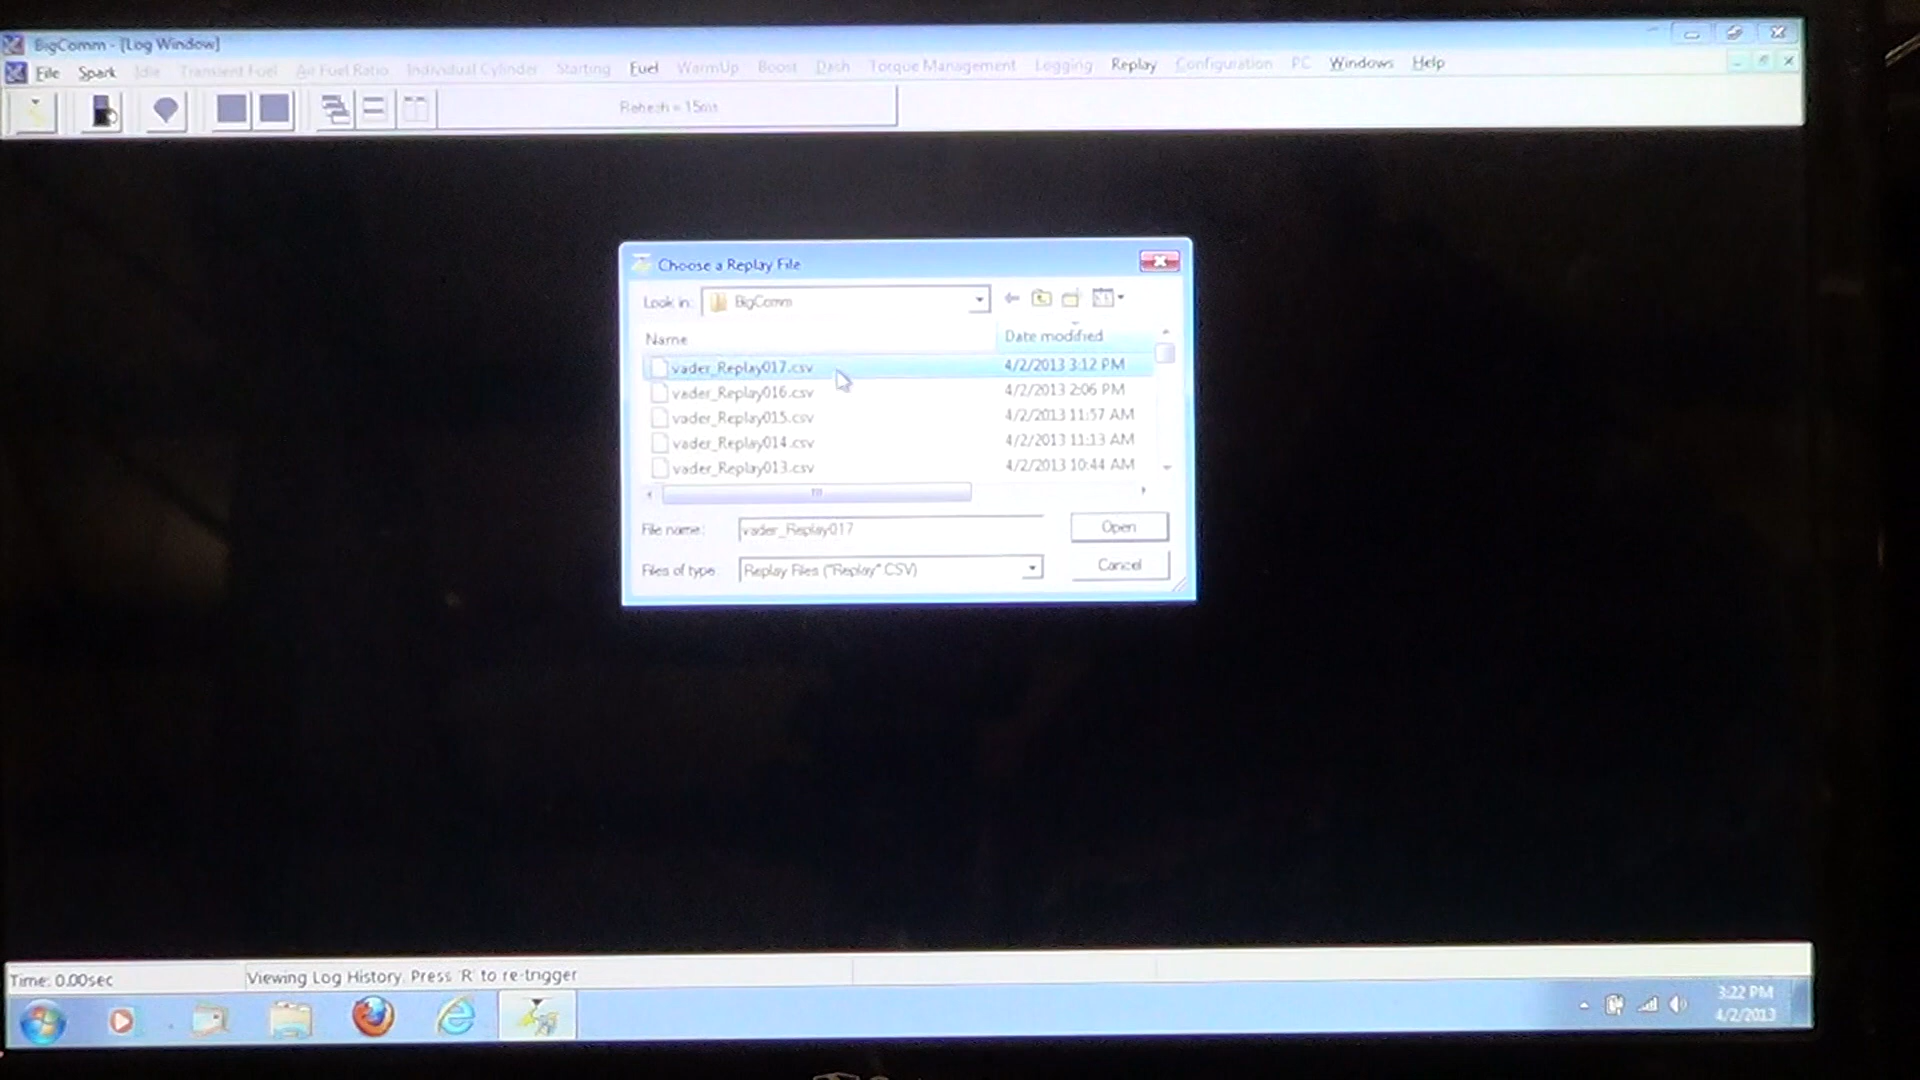 BigComm - [Log Window]
File Spark Idle Transient Fuel Air Fuel Ratio Individual Cylinder Starting Fuel WarmUp Boost Dash Torque Management Logging Replay Configuration PC Windows Help
Refresh = 15ms
Choose a Replay File
Look in: BigComm
Name Date modified
vader_Replay017.csv 4/2/2013 3:12 PM
vader_Replay016.csv 4/2/2013 2:06 PM
vader_Replay015.csv 4/2/2013 11:57 AM
vader_Replay014.csv 4/2/2013 11:13 AM
vader_Replay013.csv 4/2/2013 10:44 AM
File name: vader_Replay017 Open
Files of type: Replay Files ("Replay*.CSV) Cancel
Time: 0.00sec Viewing Log History. Press 'R' to re-trigger
3:22 PM
4/2/2013